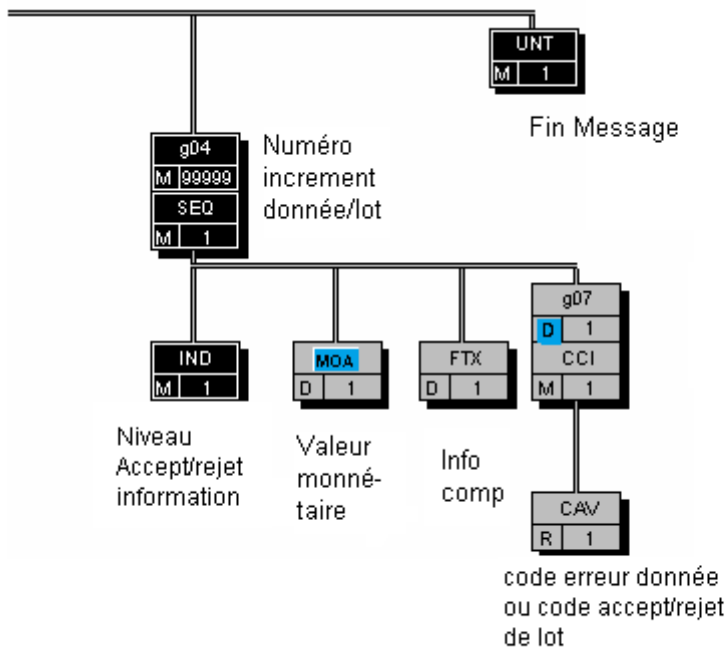 UNT
M 1
Fin Message
g04
M 99999
SEQ
M 1
Numéro
increment
donnée/lot
g07
D 1
CCI
M 1
IND
M 1
MOA
D 1
FTX
D 1
Niveau
Accept/rejet
information
Valeur
monné-
taire
Info
comp
CAV
R 1
code erreur donnée
ou code accept/rejet
de lot